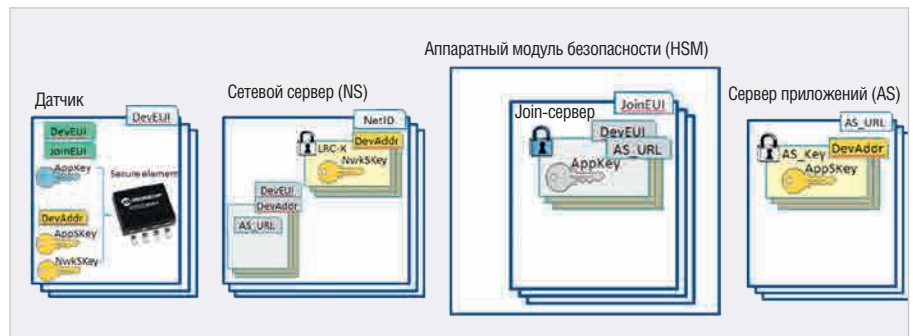 Датчик
DevEUI
DevEUI
JoinEUI
AppKey
Secure element
MICROCHIP
DevAddr
AppSKey
NwkSKey
Сетевой сервер (NS)
NetID
DevAddr
LRC-K
NwkSKey
DevEUI
DevAddr
AS_URL
Аппаратный модуль безопасности (HSM)
JoinEUI
Join-сервер
DevEUI
AS_URL
AppKey
Сервер приложений (AS)
AS_URL
DevAddr
AS_Key
AppSKey